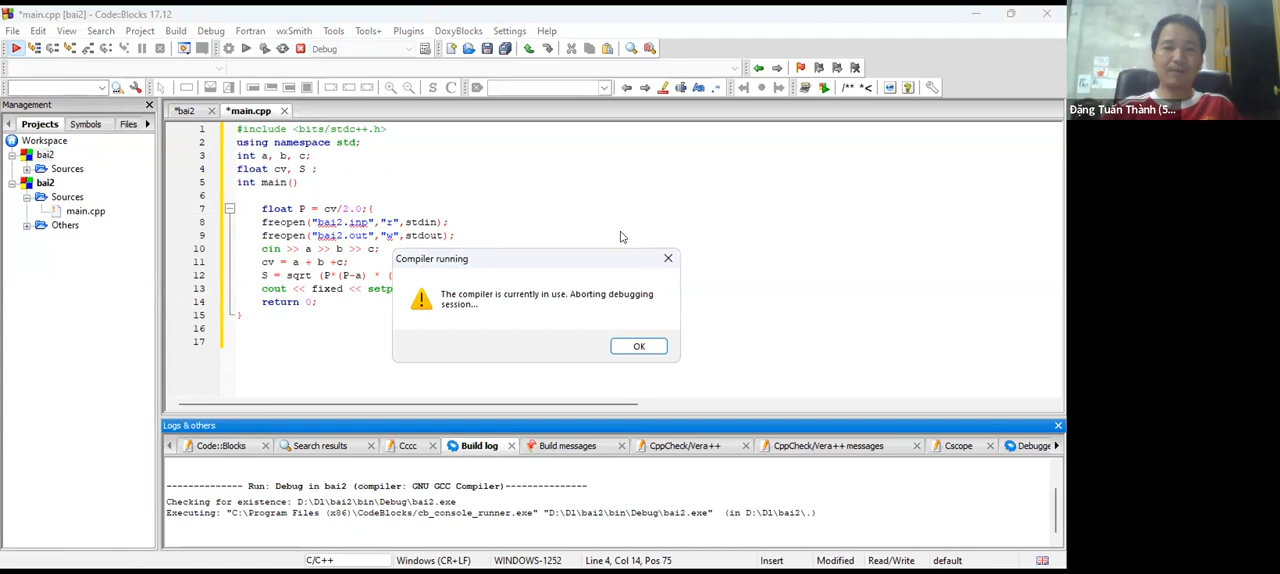 *main.cpp [bai2] - Code::Blocks 17.12
File Edit View Search Project Build Debug Fortran wxSmith Tools Tools+ Plugins DoxyBlocks Settings Help
Debug
S C
/** *<
Management
Projects Symbols Files
Workspace
bai2
Sources
bai2
Sources
main.cpp
Others
*bai2 *main.cpp
1 #include <bits/stdc++.h>
2 using namespace std;
3 int a, b, c;
4 float cv, S ;
5 int main()
6
7 float P = cv/2.0;{
8 freopen("bai2.inp","r",stdin);
9 freopen("bai2.out","w",stdout);
10 cin >> a >> b >> c;
11 cv = a + b +c;
12 S = sqrt (P*(P-a) * (
13 cout << fixed << setp
14 return 0;
15 }
16
17
Compiler running
The compiler is currently in use. Aborting debugging
session...
OK
Logs & others
Code::Blocks Search results Cccc Build log Build messages CppCheck/Vera++ CppCheck/Vera++ messages Cscope Debugge
-------------- Run: Debug in bai2 (compiler: GNU GCC Compiler)---------------
Checking for existence: D:\Dl\bai2\bin\Debug\bai2.exe
Executing: "C:\Program Files (x86)\CodeBlocks/cb_console_runner.exe" "D:\Dl\bai2\bin\Debug\bai2.exe" (in D:\Dl\bai2\.)
C/C++ Windows (CR+LF) WINDOWS-1252 Line 4, Col 14, Pos 75 Insert Modified Read/Write default
Đặng Tuấn Thành (5...